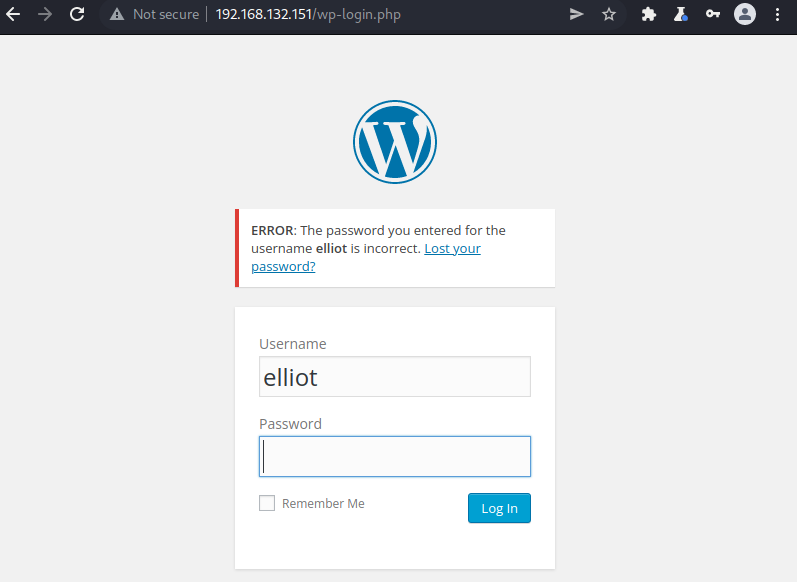 Not secure 192.168.132.151/wp-login.php
ERROR: The password you entered for the
username elliot is incorrect. Lost your
password?
Username
elliot
Password
Remember Me
Log In